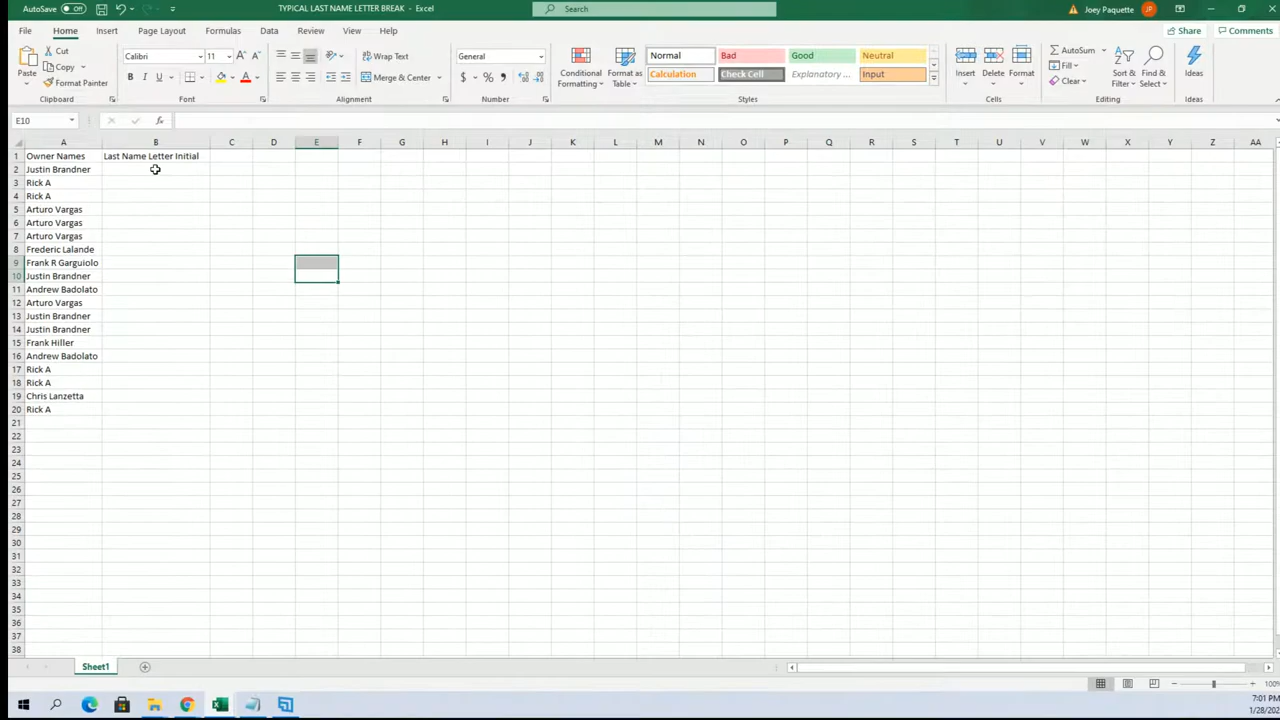 AutoSave Off TYPICAL LAST NAME LETTER BREAK - Excel Search Joey Paquette JP
File Home Insert Page Layout Formulas Data Review View Help Share Comments
Paste Cut Copy Format Painter Clipboard
Calibri 11 A A B I U A Font
Wrap Text Merge & Center Alignment
General $ % Number
Conditional Formatting Format as Table
Normal Bad Good Neutral
Calculation Check Cell Explanatory ... Input
Styles
Insert Delete Format Cells
AutoSum Fill Clear Sort & Filter Find & Select Editing
Ideas Ideas
E10 fx
A B C D E F G H I J K L M N O P Q R S T U V W X Y Z AA
1 Owner Names Last Name Letter Initial
2 Justin Brandner
3 Rick A
4 Rick A
5 Arturo Vargas
6 Arturo Vargas
7 Arturo Vargas
8 Frederic Lalande
9 Frank R Garguiolo
10 Justin Brandner
11 Andrew Badolato
12 Arturo Vargas
13 Justin Brandner
14 Justin Brandner
15 Frank Hiller
16 Andrew Badolato
17 Rick A
18 Rick A
19 Chris Lanzetta
20 Rick A
21
22
23
24
25
26
27
28
29
30
31
32
33
34
35
36
37
38
Sheet1
100%
7:01 PM
1/28/202